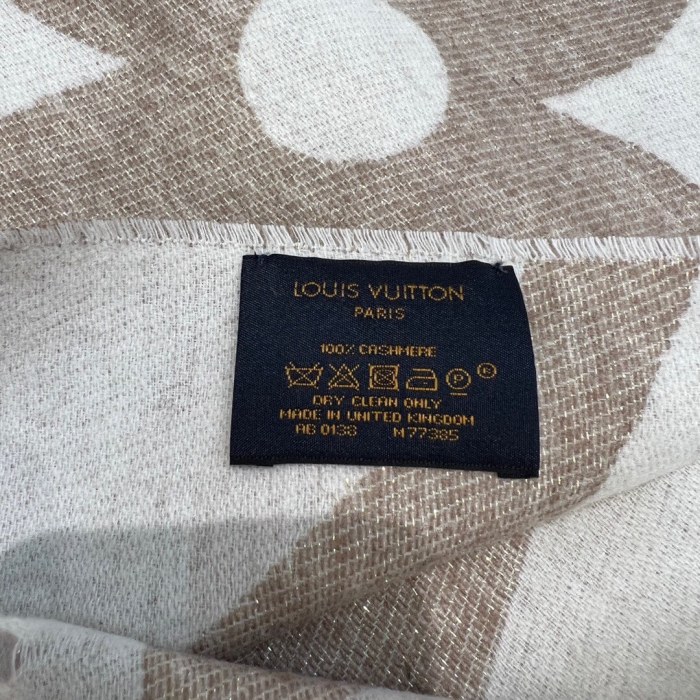 LOUIS VUITTON
PARIS
100% CASHMERE
P E
DRY CLEAN ONLY
MADE IN UNITED KINGDOM
AB 0138 M77385